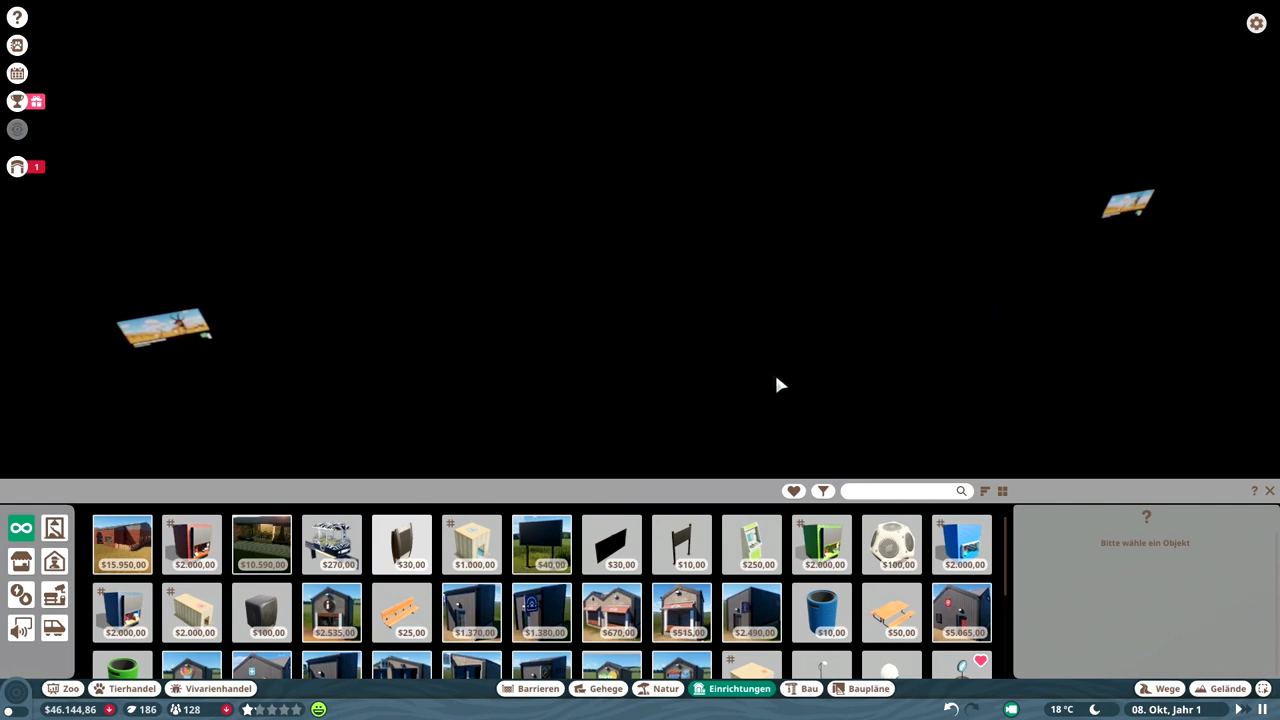 ?
1
? ×
?
Bitte wähle ein Objekt
$15.950,00 $2.000,00 $10.590,00 $270,00 $30,00 $1.000,00 $40,00 $30,00 $10,00 $250,00 $2.000,00 $100,00 $2.000,00
$2.000,00 $2.000,00 $100,00 $2.535,00 $25,00 $1.370,00 $1.380,00 $670,00 $515,00 $2.490,00 $10,00 $50,00 $5.065,00
Zoo Tierhandel Vivarienhandel Barrieren Gehege Natur Einrichtungen Bau Baupläne Wege Gelände
$46.144,86 186 128 18 °C 08. Okt, Jahr 1